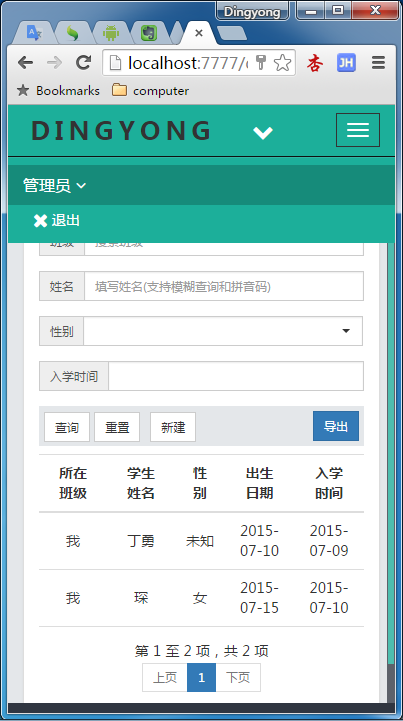 Dingyong
localhost:7777/
杏
JH
Bookmarks computer
DINGYONG
管理员
退出
班级 搜索班级
姓名 填写姓名(支持模糊查询和拼音码)
性别
入学时间
查询 重置 新建 导出
所在班级 学生姓名 性别 出生日期 入学时间
我 丁勇 未知 2015-07-10 2015-07-09
我 琛 女 2015-07-15 2015-07-10
第 1 至 2 项，共 2 项
上页 1 下页